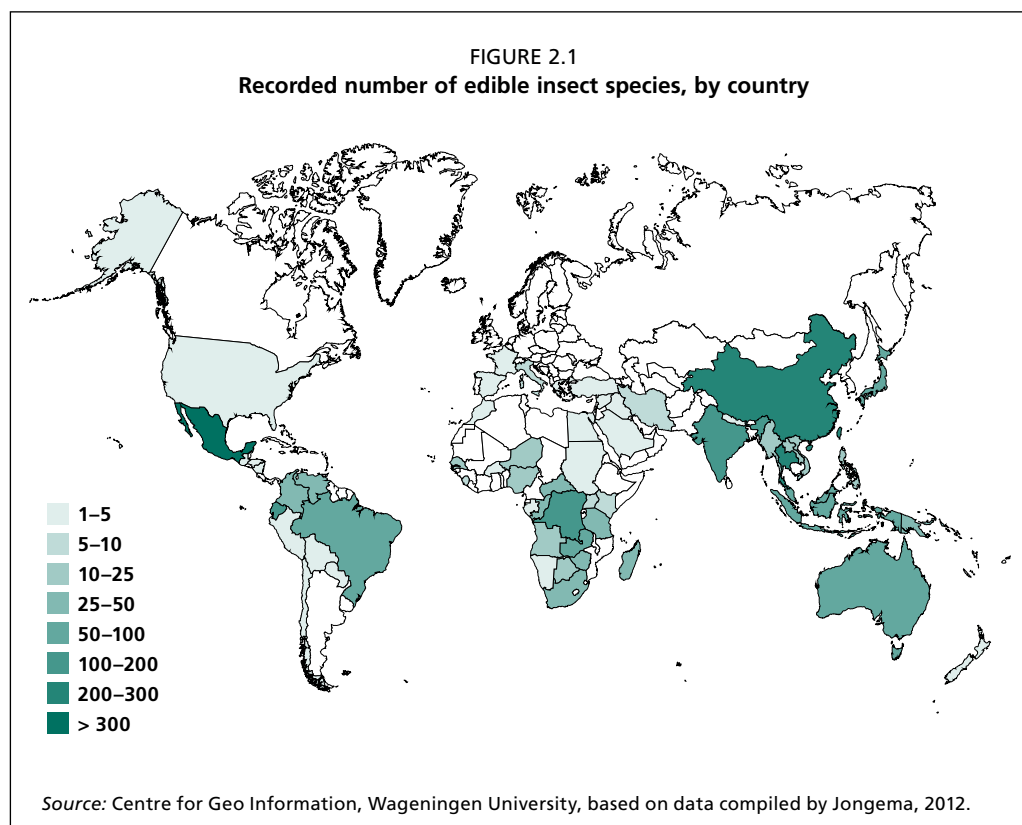 FIGURE 2.1
Recorded number of edible insect species, by country
1–5
5–10
10–25
25–50
50–100
100–200
200–300
> 300
Source: Centre for Geo Information, Wageningen University, based on data compiled by Jongema, 2012.